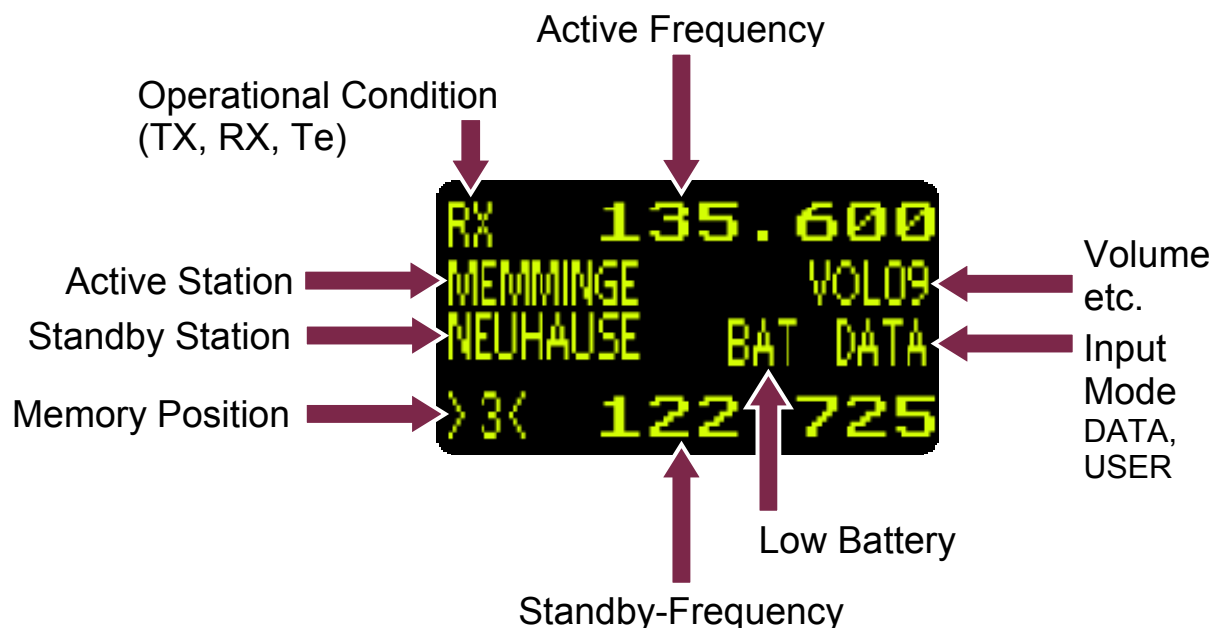 Active Frequency
Operational Condition
(TX, RX, Te)
RX 135.600
Active Station
MEMMINGE VOL09
Volume
etc.
Standby Station
NEUHAUSE BAT DATA
Input
Mode
DATA,
USER
Memory Position
>3< 122 725
Low Battery
Standby-Frequency